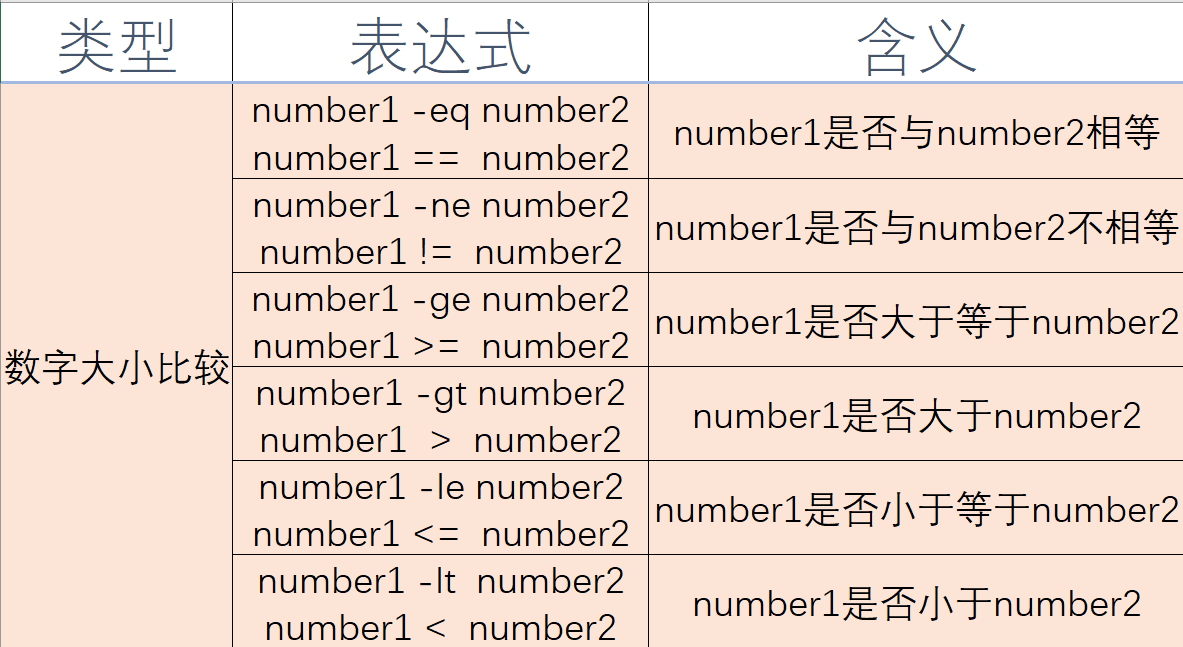 类型 表达式 含义
number1 -eq number2
number1 == number2
number1是否与number2相等
number1 -ne number2
number1 != number2
number1是否与number2不相等
number1 -ge number2
number1 >= number2
number1是否大于等于number2
数字大小比较
number1 -gt number2
number1 > number2
number1是否大于number2
number1 -le number2
number1 <= number2
number1是否小于等于number2
number1 -lt number2
number1 < number2
number1是否小于number2